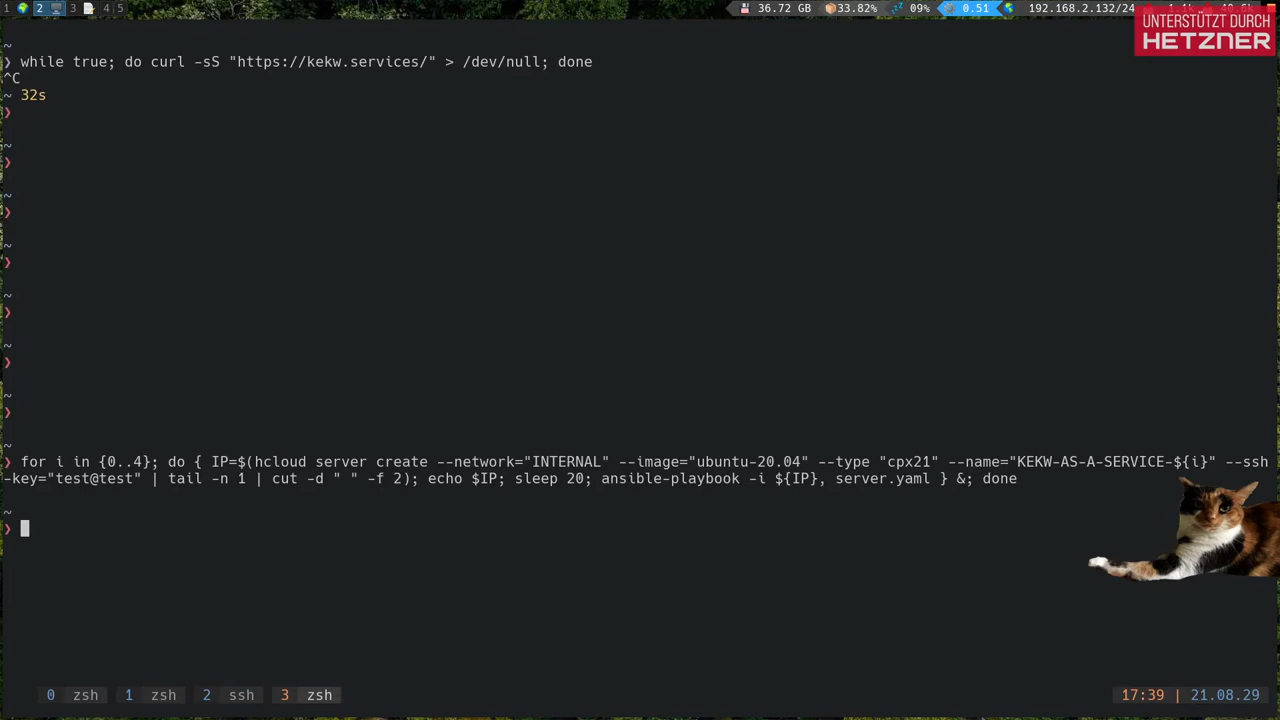 1 2 3 4 5 36.72 GB 33.82% 09% 0.51 192.168.2.132/24 1.1k 40.6k
UNTERSTÜTZT DURCH
HETZNER
~
❯ while true; do curl -sS "https://kekw.services/" > /dev/null; done
^C
~ 32s
❯
~
❯
~
❯
~
❯
~
❯
~
❯
~
❯
~
❯ for i in {0..4}; do { IP=$(hcloud server create --network="INTERNAL" --image="ubuntu-20.04" --type "cpx21" --name="KEKW-AS-A-SERVICE-${i}" --ssh
-key="test@test" | tail -n 1 | cut -d " " -f 2); echo $IP; sleep 20; ansible-playbook -i ${IP}, server.yaml } &; done
~
❯
0 zsh 1 zsh 2 ssh 3 zsh 17:39 | 21.08.29